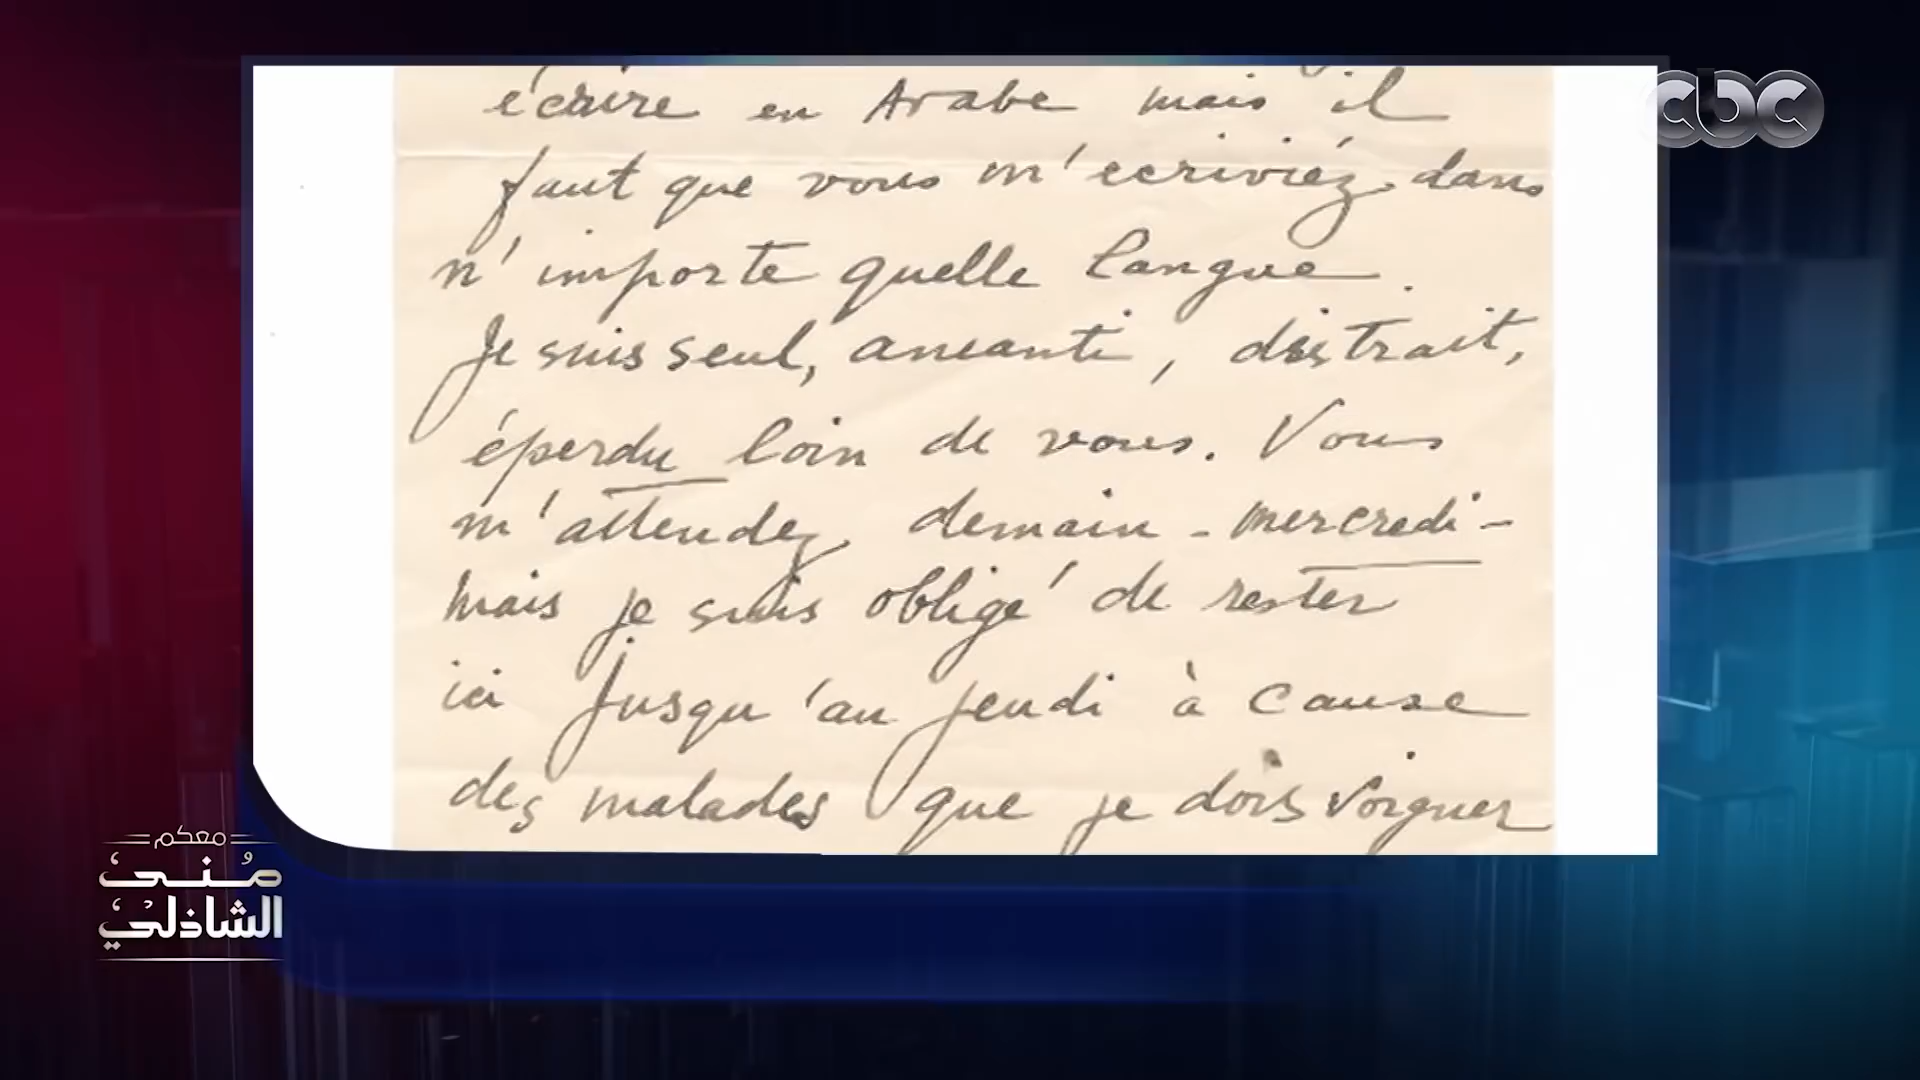 cbc
écrire en Arabe mais il
faut que vous m'ecriviéz dans
n'importe quelle langue.
Je suis seul, aneanti, distrait,
éperdu loin de vous. Vous
m'attendez demain - mercredi -
mais je suis obligé de rester
ici jusqu'au jeudi à cause
des malades que je dois soigner
معكم
منى
الشاذلي